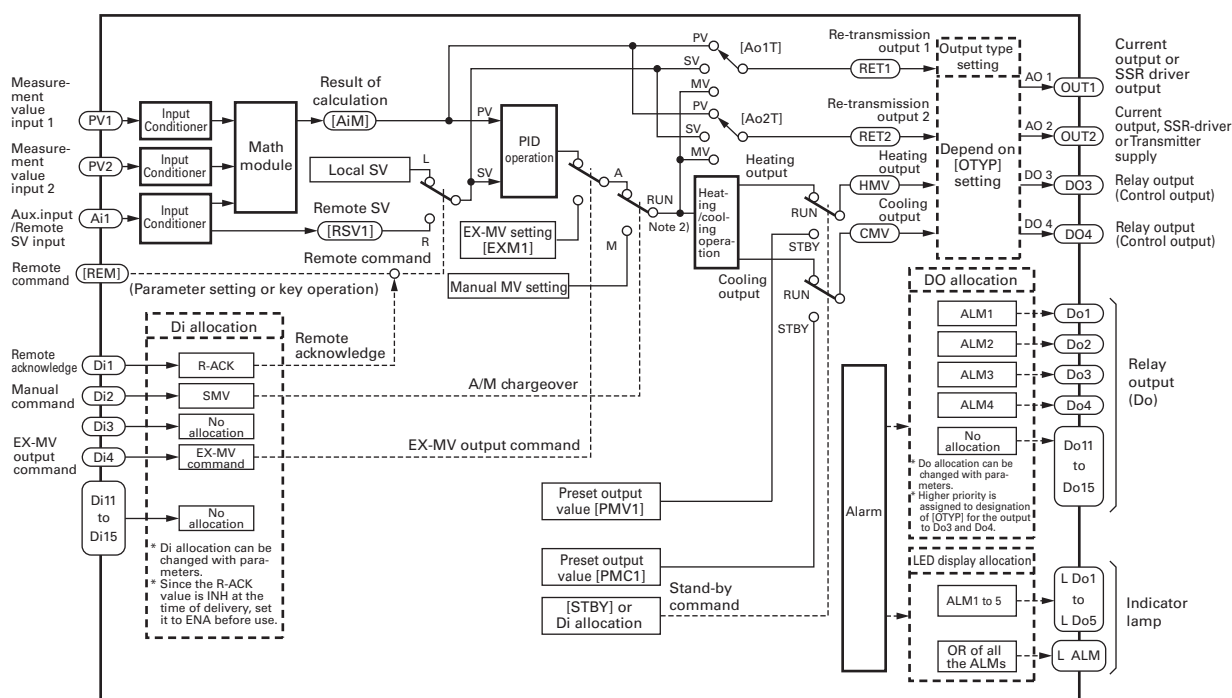 Measure-
ment
value
input 1
PV1
Input
Conditioner
Measure-
ment
value
input 2
PV2
Input
Conditioner
Aux.input
/Remote
SV input
Ai1
Input
Conditioner
Math
module
Result of
calculation
[AiM]
Local SV
L
Remote SV
[RSV1]
R
Remote command
Remote
command
[REM]
(Parameter setting or key operation)
PV
SV
PID
operation
EX-MV setting
[EXM1]
Manual MV setting
A
M
RUN
Note 2)
PV
SV
MV
[Ao1T]
PV
SV
MV
[Ao2T]
Re-transmission
output 1
RET1
Re-transmission
output 2
RET2
Heating
output
Heat-
ing
/cool-
ing
opera-
tion
Cooling
output
RUN
STBY
RUN
STBY
Heating
output
HMV
Cooling
output
CMV
Output type
setting
Depend on
[OTYP]
setting
AO 1
OUT1
AO 2
OUT2
DO 3
DO3
DO 4
DO4
Current
output or
SSR driver
output
Current
output, SSR-driver
or Transmitter
supply
Relay output
(Control output)
Relay output
(Control output)
Di allocation
Remote
acknowledge
Di1
R-ACK
Remote
acknowledge
Manual
command
Di2
SMV
A/M chargeover
Di3
No
allocation
EX-MV
output
command
Di4
EX-MV
command
EX-MV output command
Di11
to
Di15
No
allocation
* Di allocation can be
changed with para-
meters.
* Since the R-ACK
value is INH at the
time of delivery, set
it to ENA before use.
Preset output
value [PMV1]
Preset output
value [PMC1]
[STBY] or
Di allocation
Stand-by
command
Alarm
DO allocation
ALM1
Do1
ALM2
Do2
ALM3
Do3
ALM4
Do4
No
allocation
Do11
to
Do15
* Do allocation can be
changed with para-
meters.
* Higher priority is
assigned to designation
of [OTYP] for the output
to Do3 and Do4.
Relay
output
(Do)
LED display allocation
ALM1 to 5
L Do1
to
L Do5
OR of all
the ALMs
L ALM
Indicator
lamp